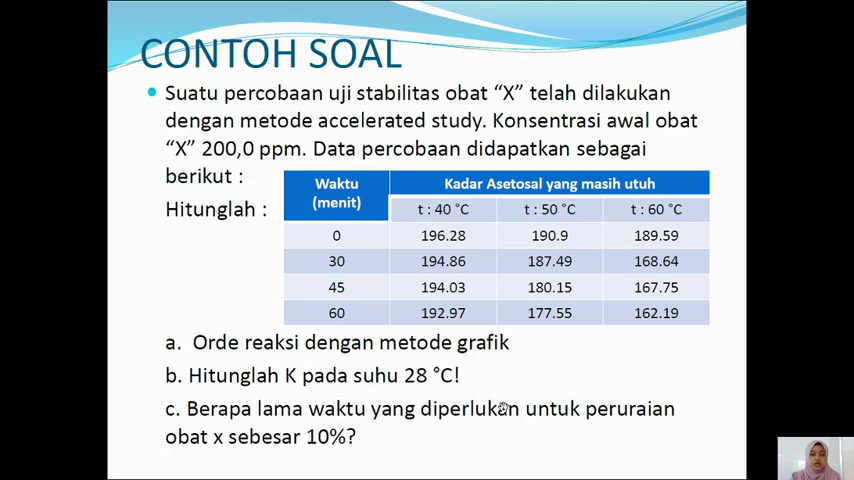 CONTOH SOAL
• Suatu percobaan uji stabilitas obat “X” telah dilakukan
dengan metode accelerated study. Konsentrasi awal obat
“X” 200,0 ppm. Data percobaan didapatkan sebagai
berikut :
Hitunglah :
Waktu (menit) Kadar Asetosal yang masih utuh
t : 40 °C t : 50 °C t : 60 °C
0 196.28 190.9 189.59
30 194.86 187.49 168.64
45 194.03 180.15 167.75
60 192.97 177.55 162.19
a. Orde reaksi dengan metode grafik
b. Hitunglah K pada suhu 28 °C!
c. Berapa lama waktu yang diperlukan untuk peruraian
obat x sebesar 10%?